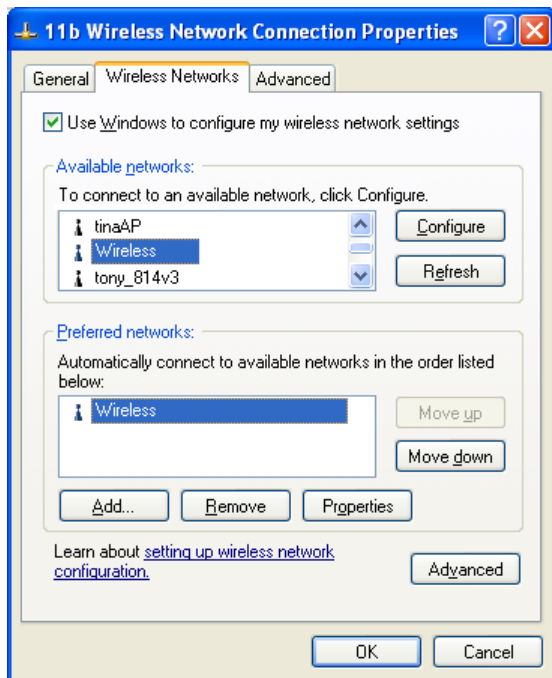 11b Wireless Network Connection Properties
General Wireless Networks Advanced
Use Windows to configure my wireless network settings
Available networks:
To connect to an available network, click Configure.
tinaAP
Wireless
tony_814v3
Configure
Refresh
Preferred networks:
Automatically connect to available networks in the order listed
below:
Wireless
Move up
Move down
Add... Remove Properties
Learn about setting up wireless network
configuration.
Advanced
OK Cancel